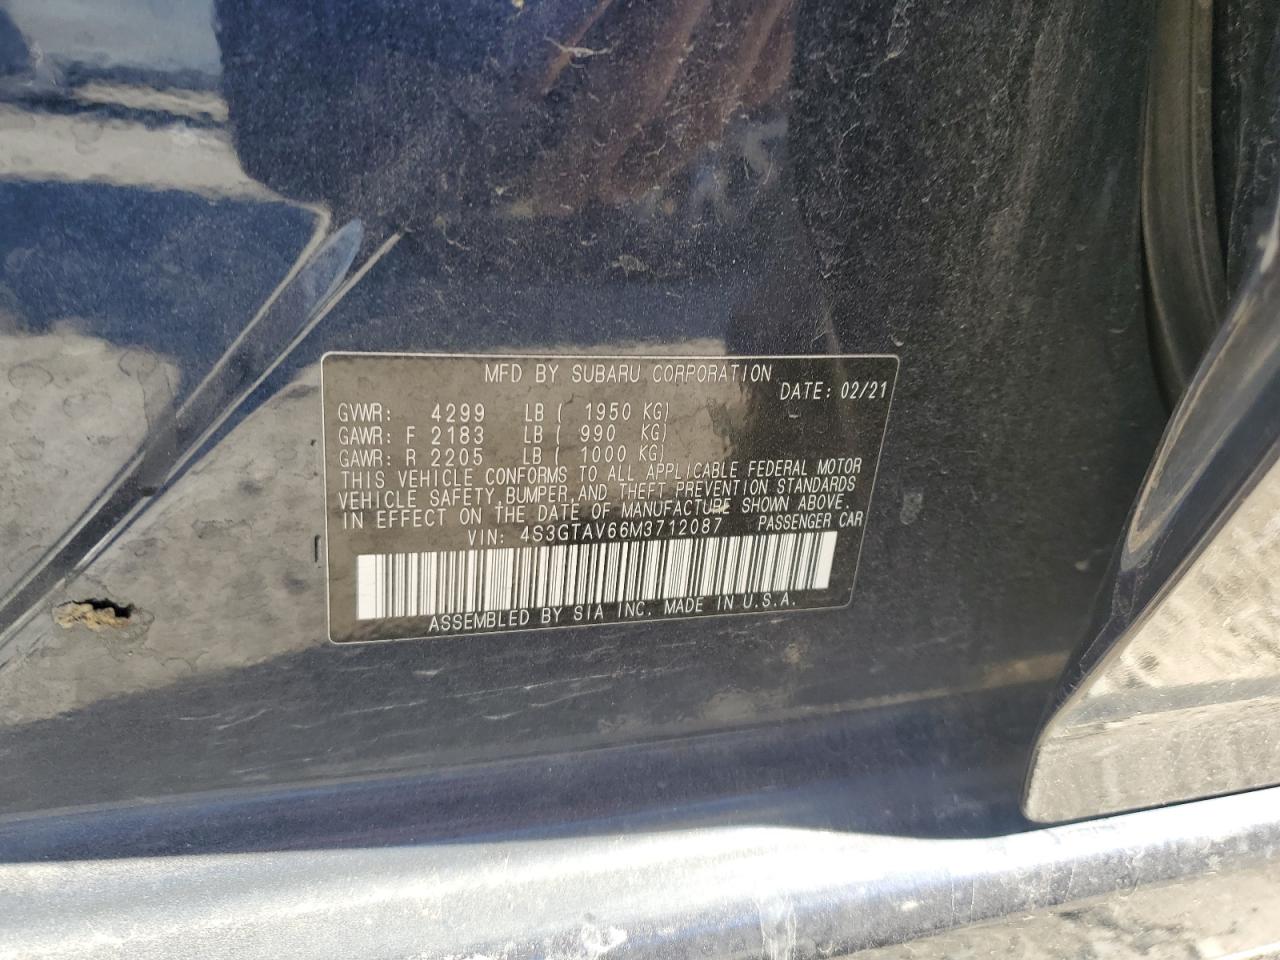 MFD BY SUBARU CORPORATION
DATE: 02/21
GVWR: 4299 LB ( 1950 KG)
GAWR: F 2183 LB ( 990 KG)
GAWR: R 2205 LB ( 1000 KG)
THIS VEHICLE CONFORMS TO ALL APPLICABLE FEDERAL MOTOR
VEHICLE SAFETY, BUMPER, AND THEFT PREVENTION STANDARDS
IN EFFECT ON THE DATE OF MANUFACTURE SHOWN ABOVE.
VIN: 4S3GTAV66M3712087 PASSENGER CAR
ASSEMBLED BY SIA INC. MADE IN U.S.A.